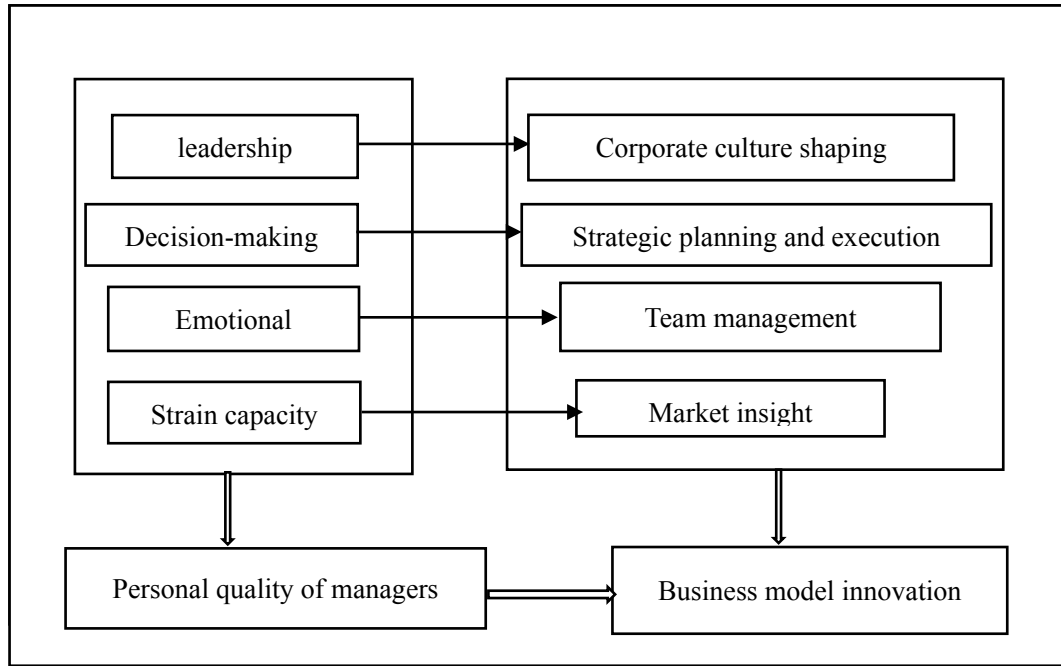 leadership
Corporate culture shaping
Decision-making
Strategic planning and execution
Emotional
Team management
Strain capacity
Market insight
Personal quality of managers
Business model innovation